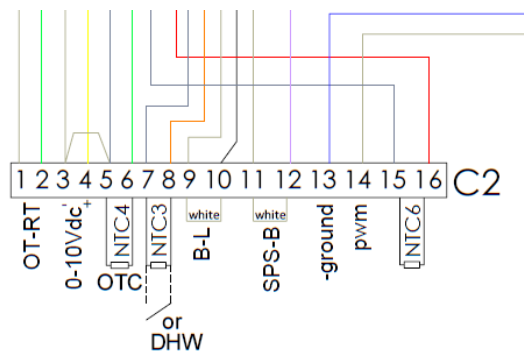 1 2 3 4 5 6 7 8 9 10 11 12 13 14 15 16 C2
OT-RT
0-10Vdc
- +
NTC4
OTC
NTC3
or
DHW
white
B-L
white
SPS-B
-ground
pwm
NTC6